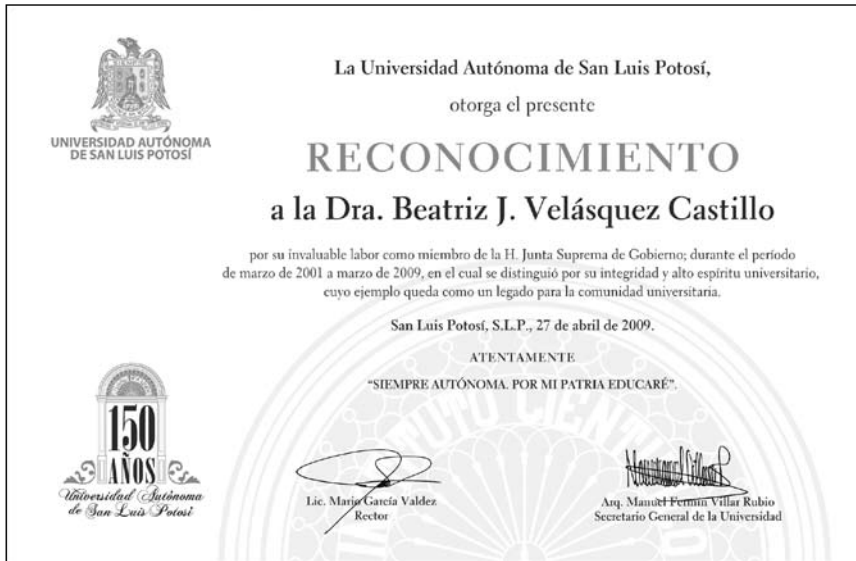 UNIVERSIDAD AUTÓNOMA
DE SAN LUIS POTOSÍ
La Universidad Autónoma de San Luis Potosí,
otorga el presente
RECONOCIMIENTO
a la Dra. Beatriz J. Velásquez Castillo
por su invaluable labor como miembro de la H. Junta Suprema de Gobierno; durante el período
de marzo de 2001 a marzo de 2009, en el cual se distinguió por su integridad y alto espíritu universitario,
cuyo ejemplo queda como un legado para la comunidad universitaria.
San Luis Potosí, S.L.P., 27 de abril de 2009.
ATENTAMENTE
"SIEMPRE AUTÓNOMA. POR MI PATRIA EDUCARÉ".
150
AÑOS
Universidad Autónoma
de San Luis Potosí
Lic. Mario García Valdez
Rector
Arq. Manuel Fermín Villar Rubio
Secretario General de la Universidad